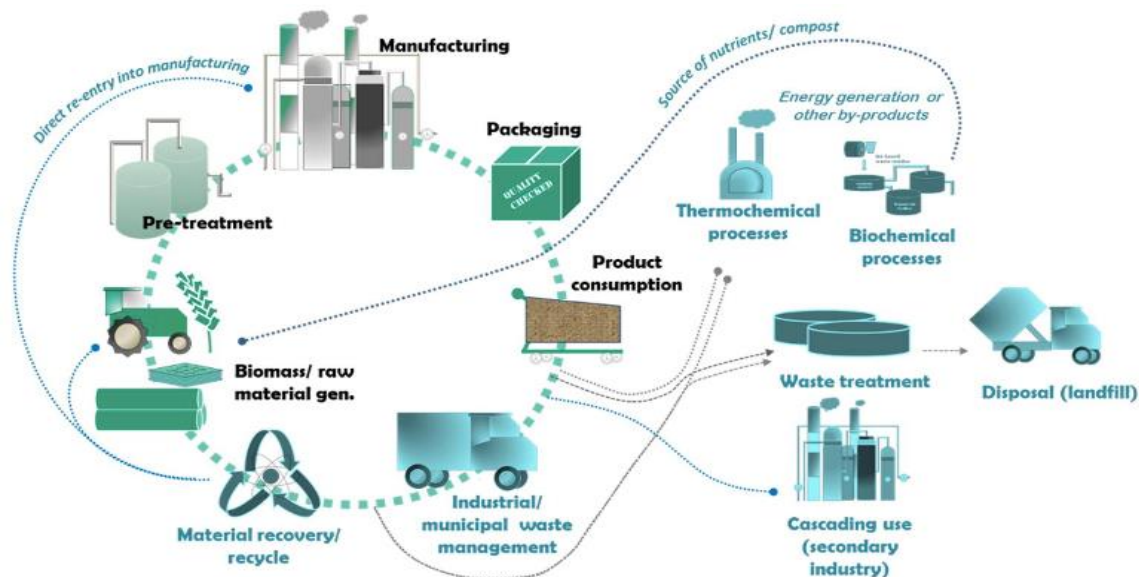 Manufacturing
Direct re-entry into manufacturing
Source of nutrients/ compost
Energy generation or
other by-products
Packaging
QUALITY
CHECKED
Pre-treatment
Thermochemical
processes
Biochemical
processes
Product
consumption
Biomass/ raw
material gen.
Waste treatment
Disposal (landfill)
Industrial/
municipal waste
management
Material recovery/
recycle
Cascading use
(secondary
industry)